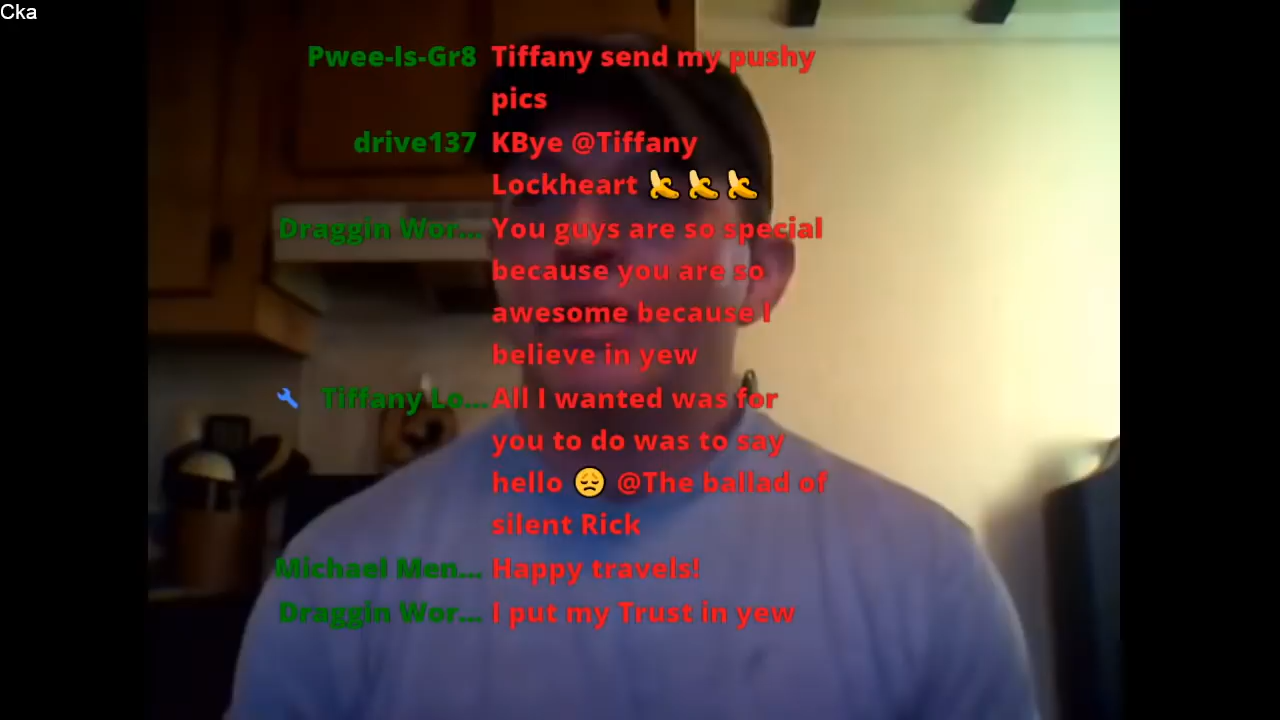 Cka
Pwee-Is-Gr8 Tiffany send my pushy
pics
drive137 KBye @Tiffany
Lockheart 🍌🍌🍌
Draggin Wor... You guys are so special
because you are so
awesome because I
believe in yew
Tiffany Lo... All I wanted was for
you to do was to say
hello 😞 @The ballad of
silent Rick
Michael Men... Happy travels!
Draggin Wor... I put my Trust in yew